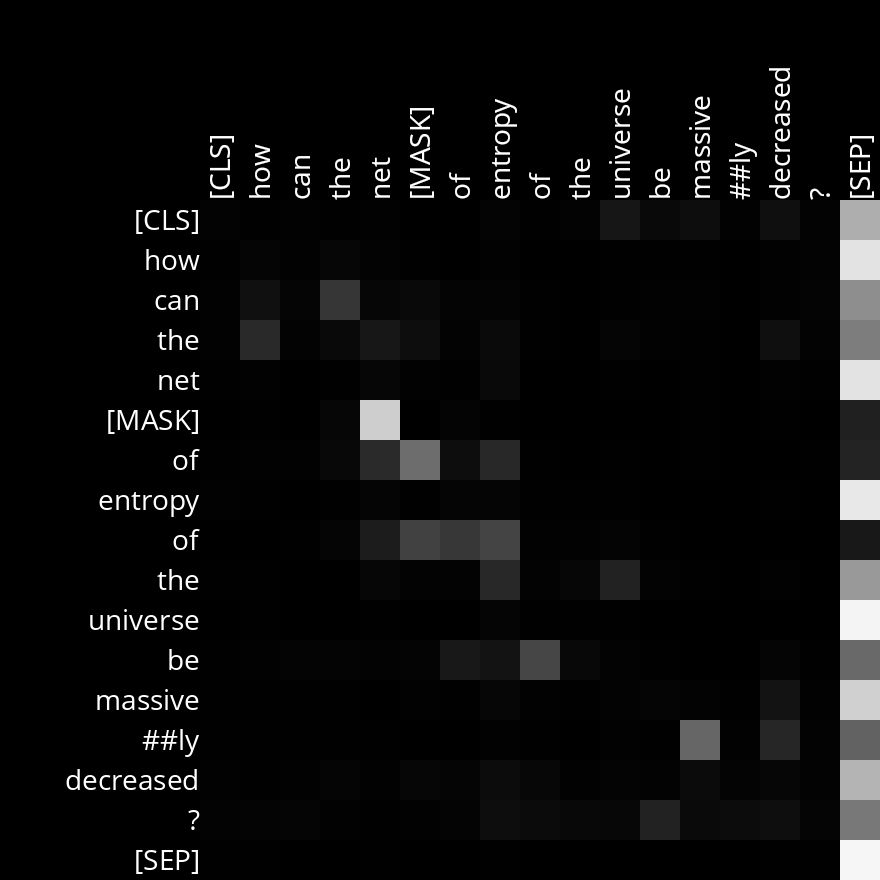 [CLS] how can the net [MASK] of entropy of the universe be massive ##ly decreased ? [SEP]
[CLS]
how
can
the
net
[MASK]
of
entropy
of
the
universe
be
massive
##ly
decreased
?
[SEP]